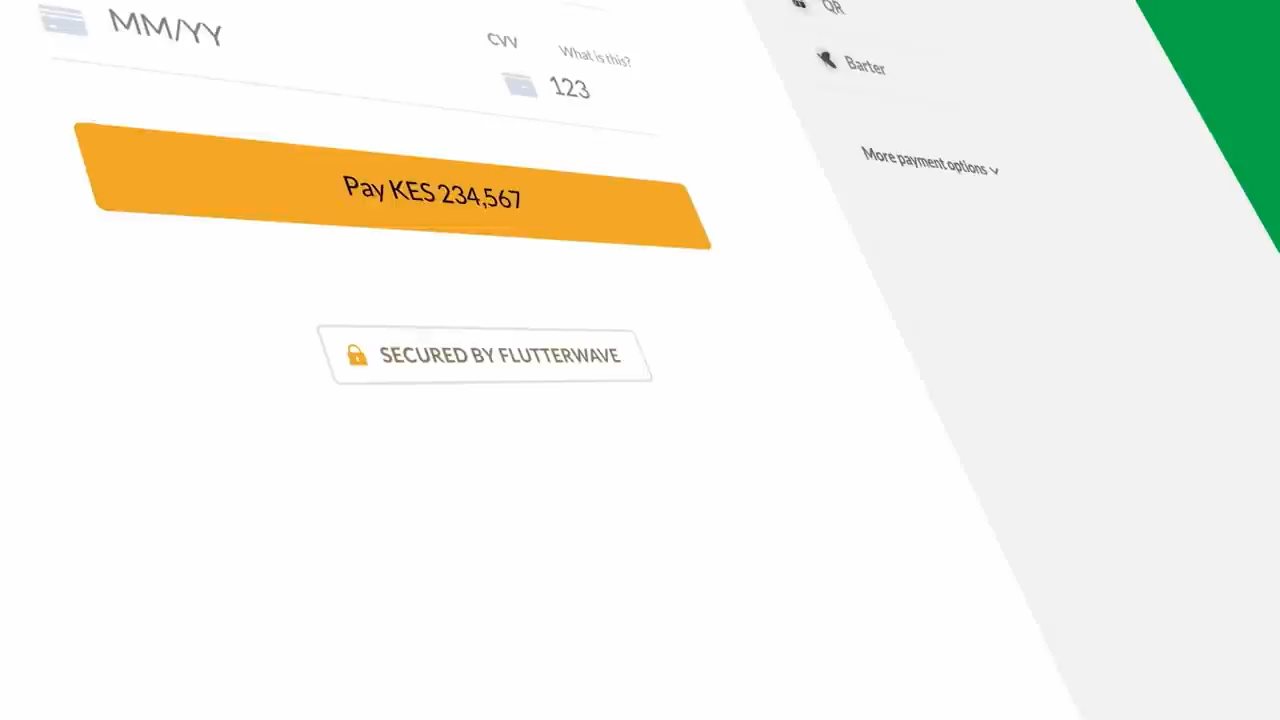 MM/YY
CVV
What is this?
123
Pay KES 234,567
SECURED BY FLUTTERWAVE
QR
Barter
More payment options